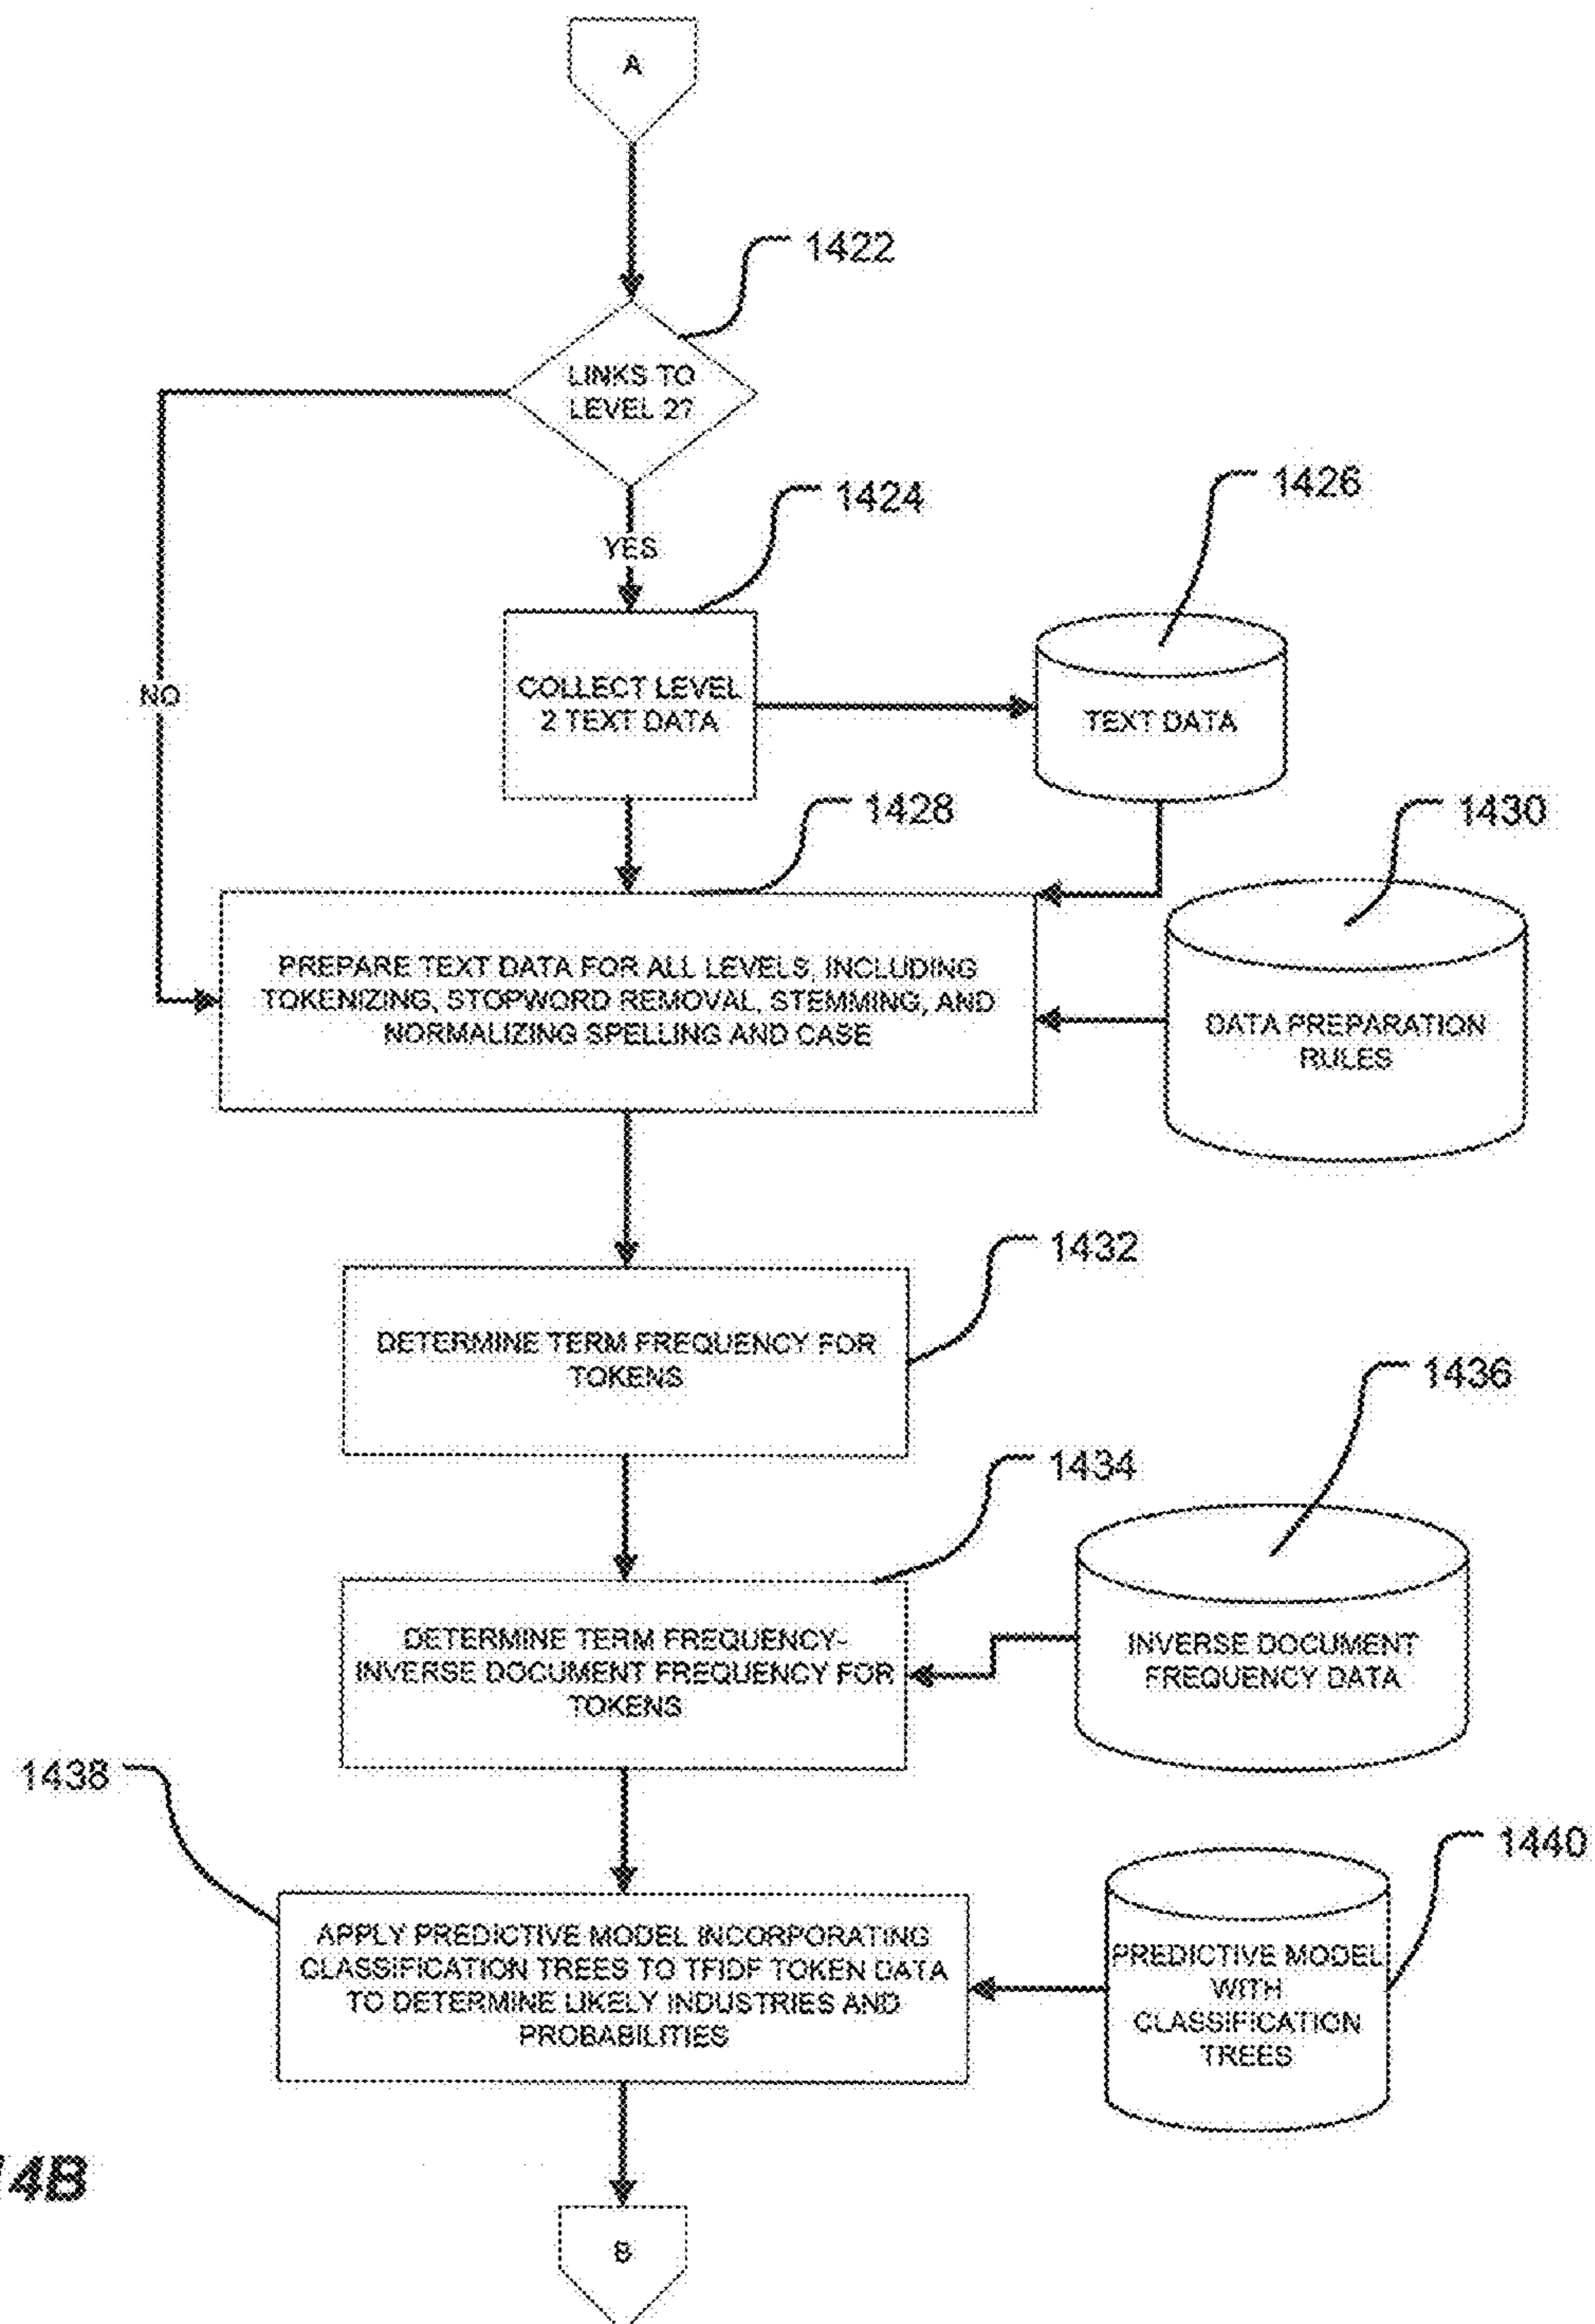 A
1422
LINKS TO
LEVEL 2?
1424
1426
YES
COLLECT LEVEL
2 TEXT DATA
TEXT DATA
NO
1428
1430
PREPARE TEXT DATA FOR ALL LEVELS, INCLUDING
TOKENIZING, STOPWORD REMOVAL, STEMMING, AND
NORMALIZING SPELLING AND CASE
DATA PREPARATION
RULES
1432
DETERMINE TERM FREQUENCY FOR
TOKENS
1436
1434
DETERMINE TERM FREQUENCY-
INVERSE DOCUMENT FREQUENCY FOR
TOKENS
INVERSE DOCUMENT
FREQUENCY DATA
1438
1440
APPLY PREDICTIVE MODEL INCORPORATING
CLASSIFICATION TREES TO TFIDF TOKEN DATA
TO DETERMINE LIKELY INDUSTRIES AND
PROBABILITIES
PREDICTIVE MODEL
WITH
CLASSIFICATION
TREES
4B
B